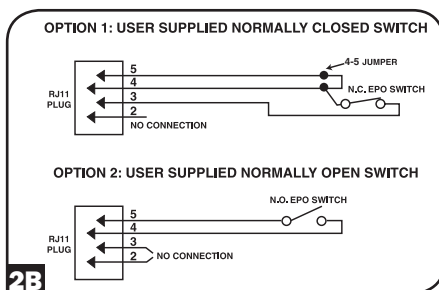 OPTION 1: USER SUPPLIED NORMALLY CLOSED SWITCH
4-5 JUMPER
5
4
N.C. EPO SWITCH
RJ11
PLUG
3
2
NO CONNECTION
OPTION 2: USER SUPPLIED NORMALLY OPEN SWITCH
N.O. EPO SWITCH
5
4
RJ11
PLUG
3
2
NO CONNECTION
2B